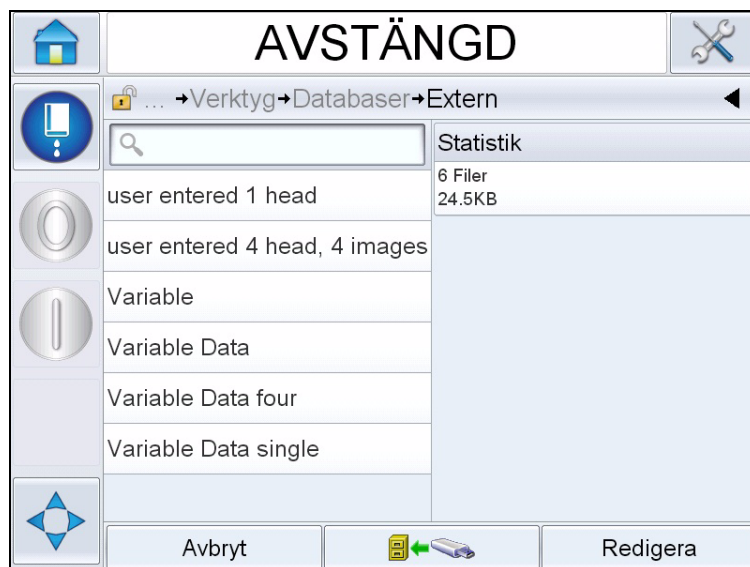 AVSTÄNGD
... →Verktyg→Databaser→Extern
Statistik
6 Filer
24.5KB
user entered 1 head
user entered 4 head, 4 images
Variable
Variable Data
Variable Data four
Variable Data single
Avbryt
Redigera